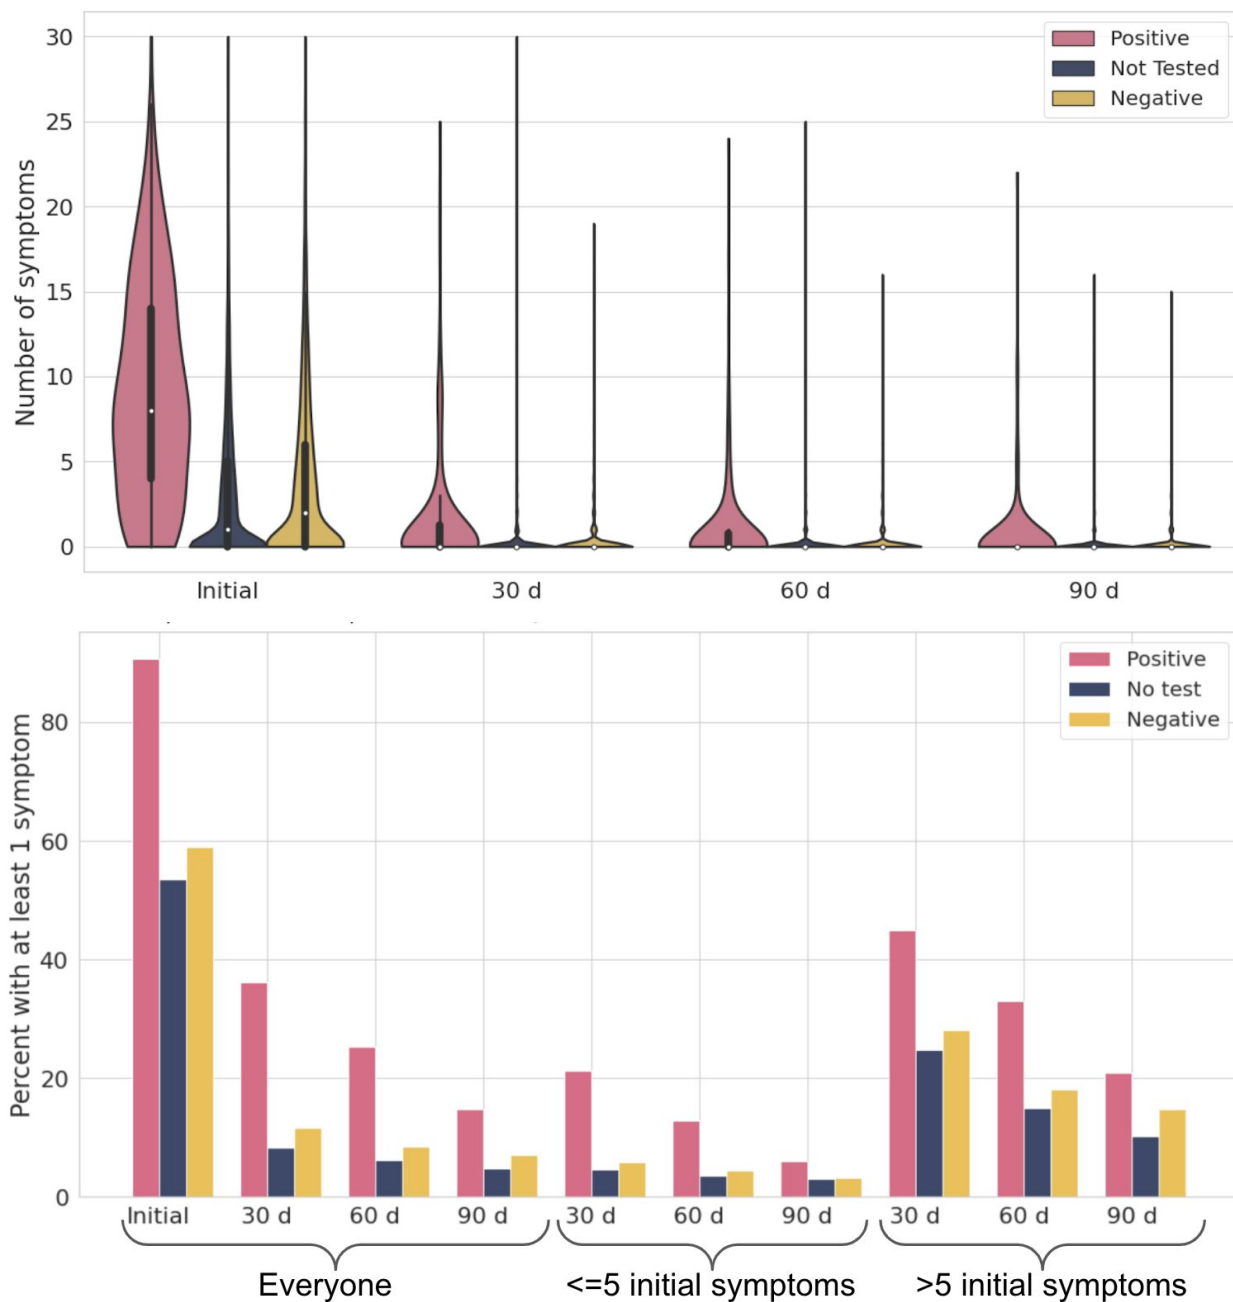 30
25
20
15
10
5
0
Number of symptoms
Positive
Not Tested
Negative
Initial 30 d 60 d 90 d
80
60
40
20
0
Percent with at least 1 symptom
Positive
No test
Negative
Initial 30 d 60 d 90 d 30 d 60 d 90 d 30 d 60 d 90 d
Everyone <=5 initial symptoms >5 initial symptoms